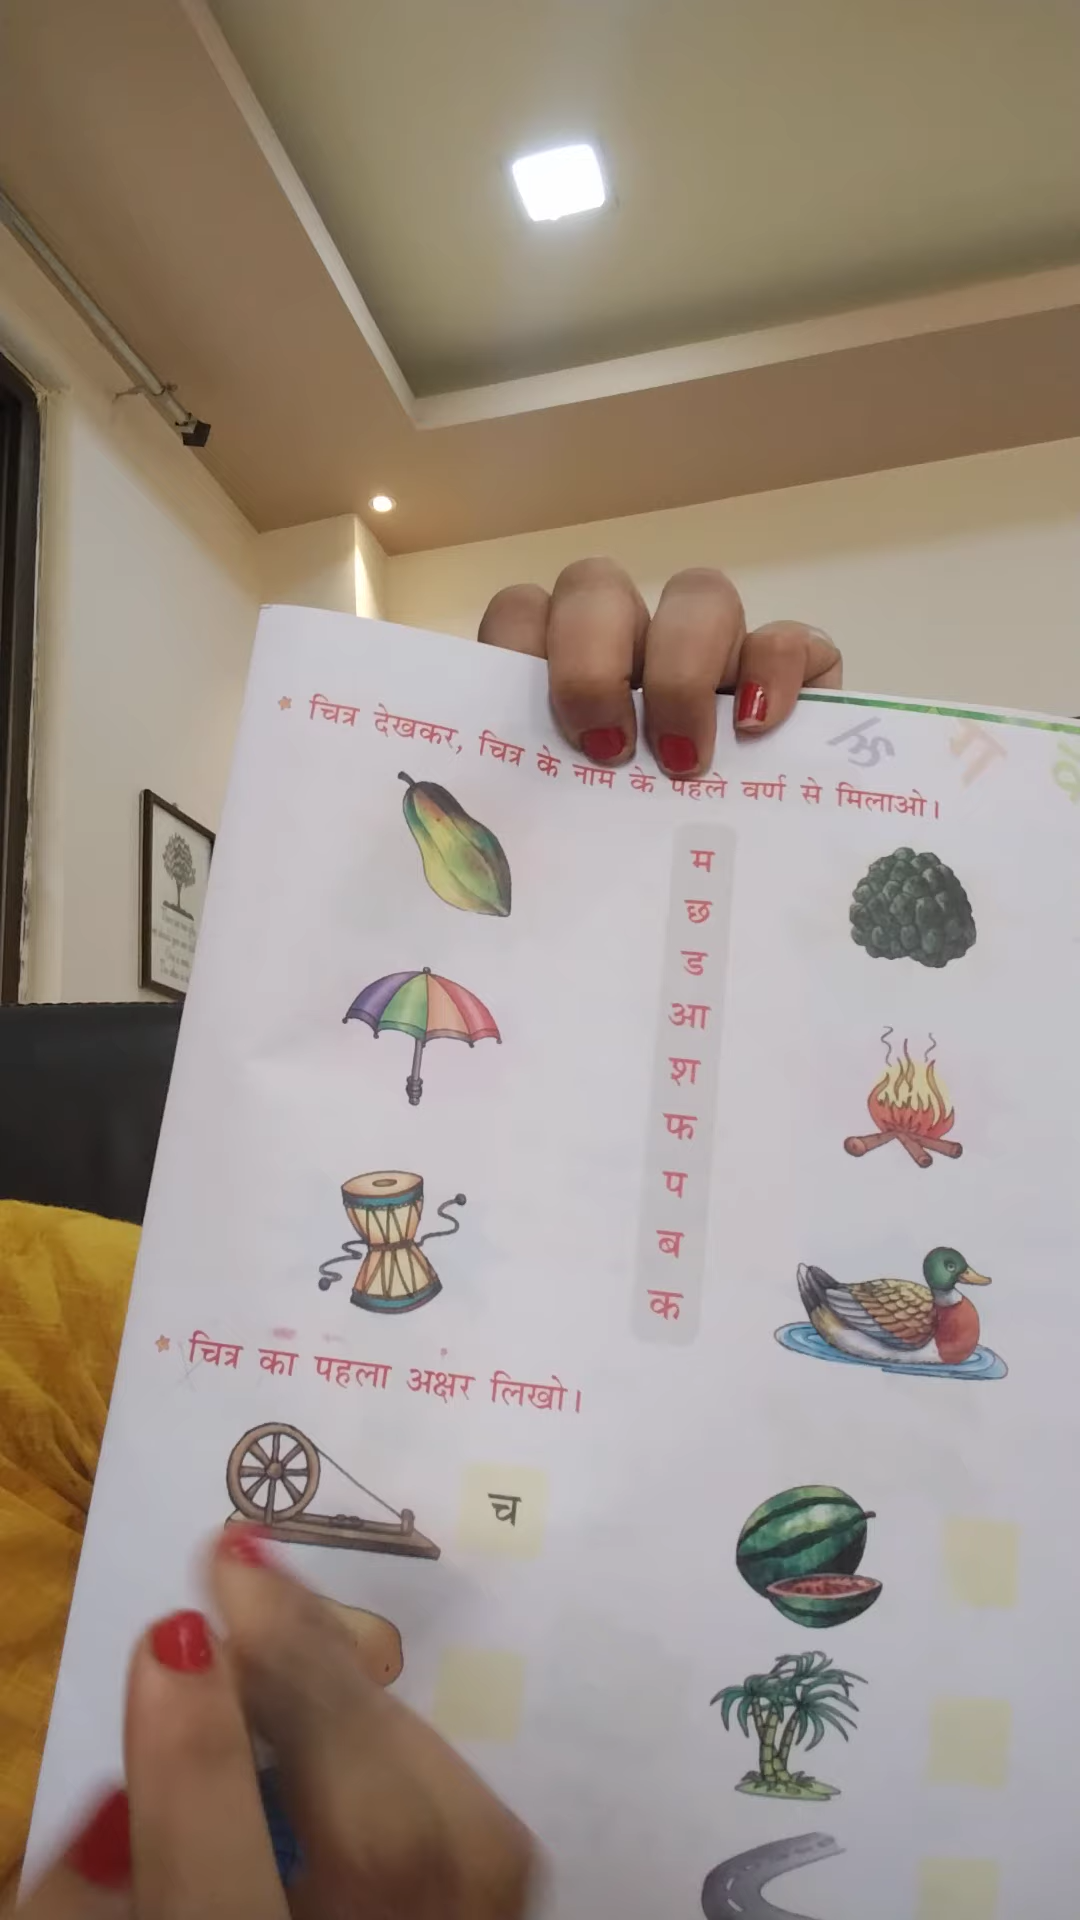 चित्र देखकर, चित्र के नाम के पहले वर्ण से मिलाओ।
म
छ
ड
आ
श
फ
प
ब
क
चित्र का पहला अक्षर लिखो।
च